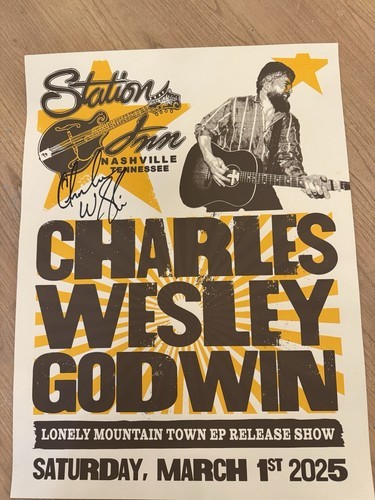 Station
Inn
NASHVILLE
TENNESSEE
CHARLES
WESLEY
GODWIN
LONELY MOUNTAIN TOWN EP RELEASE SHOW
SATURDAY, MARCH 1ST 2025